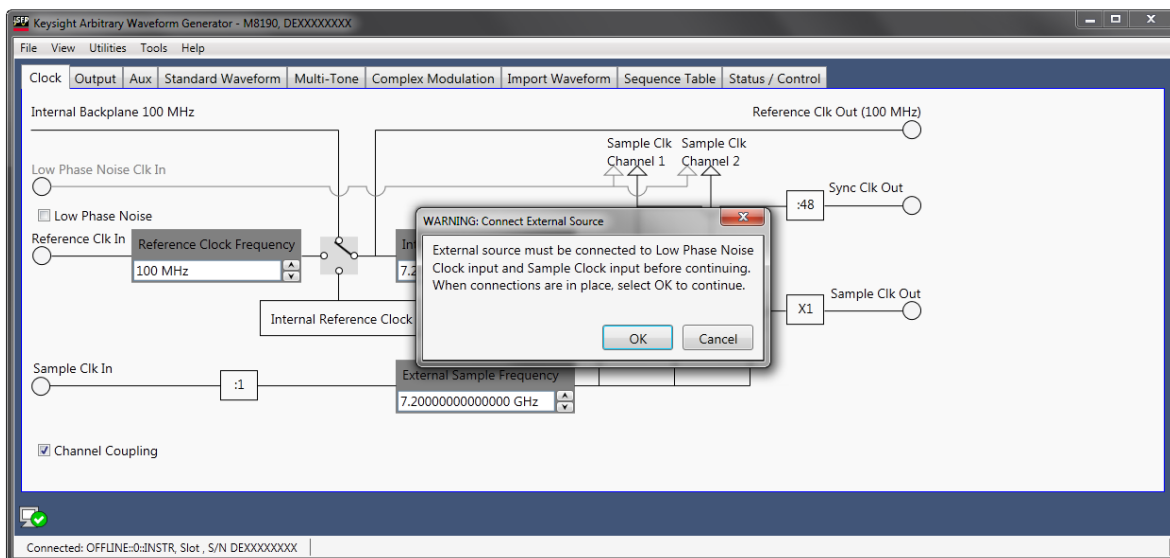 Keysight Arbitrary Waveform Generator - M8190, DEXXXXXXXX
File View Utilities Tools Help
Clock Output Aux Standard Waveform Multi-Tone Complex Modulation Import Waveform Sequence Table Status / Control
Internal Backplane 100 MHz
Reference Clk Out (100 MHz)
Sample Clk Channel 1
Sample Clk Channel 2
Low Phase Noise Clk In
Sync Clk Out
:48
Low Phase Noise
WARNING: Connect External Source
Reference Clk In
Reference Clock Frequency
100 MHz
External source must be connected to Low Phase Noise
Clock input and Sample Clock input before continuing.
When connections are in place, select OK to continue.
Int
7.2
Sample Clk Out
X1
Internal Reference Clock
OK Cancel
Sample Clk In
:1
External Sample Frequency
7.20000000000000 GHz
Channel Coupling
Connected: OFFLINE::0::INSTR, Slot , S/N DEXXXXXXXX